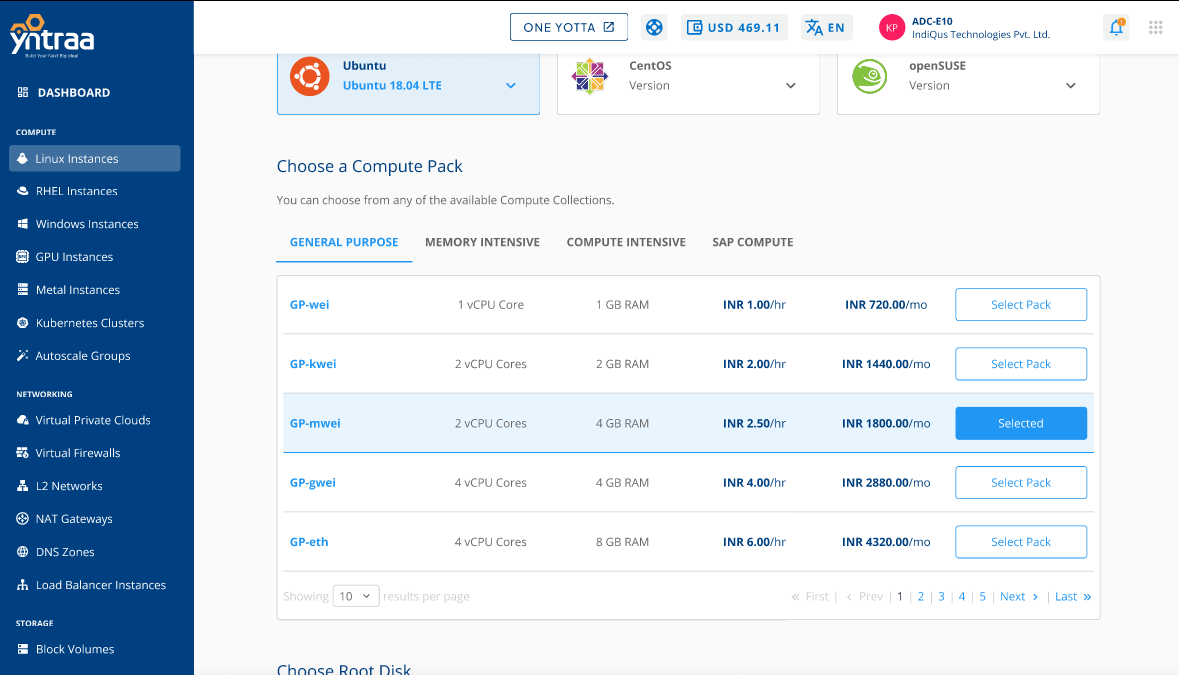 yntraa
Build Your Next Big Idea!
ONE YOTTA
USD 469.11
EN
KP
ADC-E10
IndiQus Technologies Pvt. Ltd.
DASHBOARD
COMPUTE
Linux Instances
RHEL Instances
Windows Instances
GPU Instances
Metal Instances
Kubernetes Clusters
Autoscale Groups
NETWORKING
Virtual Private Clouds
Virtual Firewalls
L2 Networks
NAT Gateways
DNS Zones
Load Balancer Instances
STORAGE
Block Volumes
Ubuntu
Ubuntu 18.04 LTE
CentOS
Version
openSUSE
Version
Choose a Compute Pack
You can choose from any of the available Compute Collections.
GENERAL PURPOSE MEMORY INTENSIVE COMPUTE INTENSIVE SAP COMPUTE
GP-wei 1 vCPU Core 1 GB RAM INR 1.00/hr INR 720.00/mo Select Pack
GP-kwei 2 vCPU Cores 2 GB RAM INR 2.00/hr INR 1440.00/mo Select Pack
GP-mwei 2 vCPU Cores 4 GB RAM INR 2.50/hr INR 1800.00/mo Selected
GP-gwei 4 vCPU Cores 4 GB RAM INR 4.00/hr INR 2880.00/mo Select Pack
GP-eth 4 vCPU Cores 8 GB RAM INR 6.00/hr INR 4320.00/mo Select Pack
Showing 10 results per page « First | < Prev | 1 | 2 | 3 | 4 | 5 | Next > | Last »
Choose Root Disk